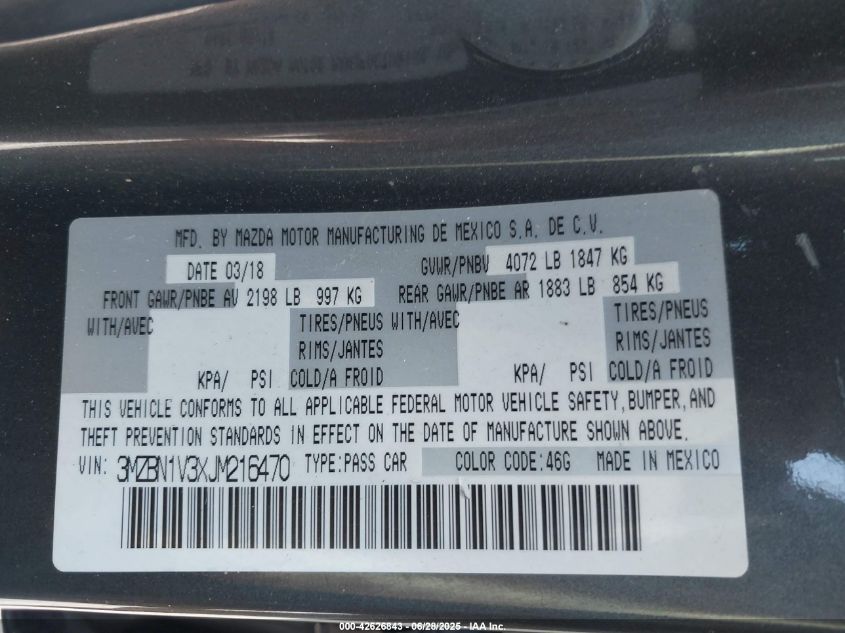 MFD. BY MAZDA MOTOR MANUFACTURING DE MEXICO S.A. DE C.V.
DATE 03/18 GVWR/PNBV 4072 LB 1847 KG
FRONT GAWR/PNBE AV 2198 LB 997 KG REAR GAWR/PNBE AR 1883 LB 854 KG
WITH/AVEC TIRES/PNEUS WITH/AVEC TIRES/PNEUS
RIMS/JANTES RIMS/JANTES
KPA/ PSI COLD/A FROID KPA/ PSI COLD/A FROID
THIS VEHICLE CONFORMS TO ALL APPLICABLE FEDERAL MOTOR VEHICLE SAFETY, BUMPER, AND
THEFT PREVENTION STANDARDS IN EFFECT ON THE DATE OF MANUFACTURE SHOWN ABOVE.
VIN: 3MZBN1V3XJM216470 TYPE:PASS CAR COLOR CODE:46G MADE IN MEXICO
000-42626843 - 06/28/2025 - IAA Inc.